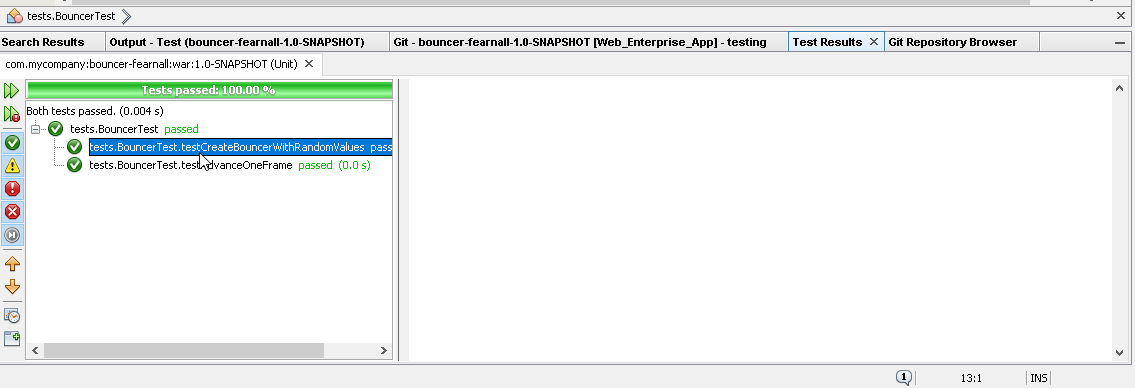 tests.BouncerTest
Search Results Output - Test (bouncer-fearnall-1.0-SNAPSHOT) Git - bouncer-fearnall-1.0-SNAPSHOT [Web_Enterprise_App] - testing Test Results Git Repository Browser
com.mycompany:bouncer-fearnall:war:1.0-SNAPSHOT (Unit)
Tests passed: 100.00 %
Both tests passed. (0.004 s)
tests.BouncerTest passed
tests.BouncerTest.testCreateBouncerWithRandomValues pass
tests.BouncerTest.testAdvanceOneFrame passed (0.0 s)
1 13:1 INS